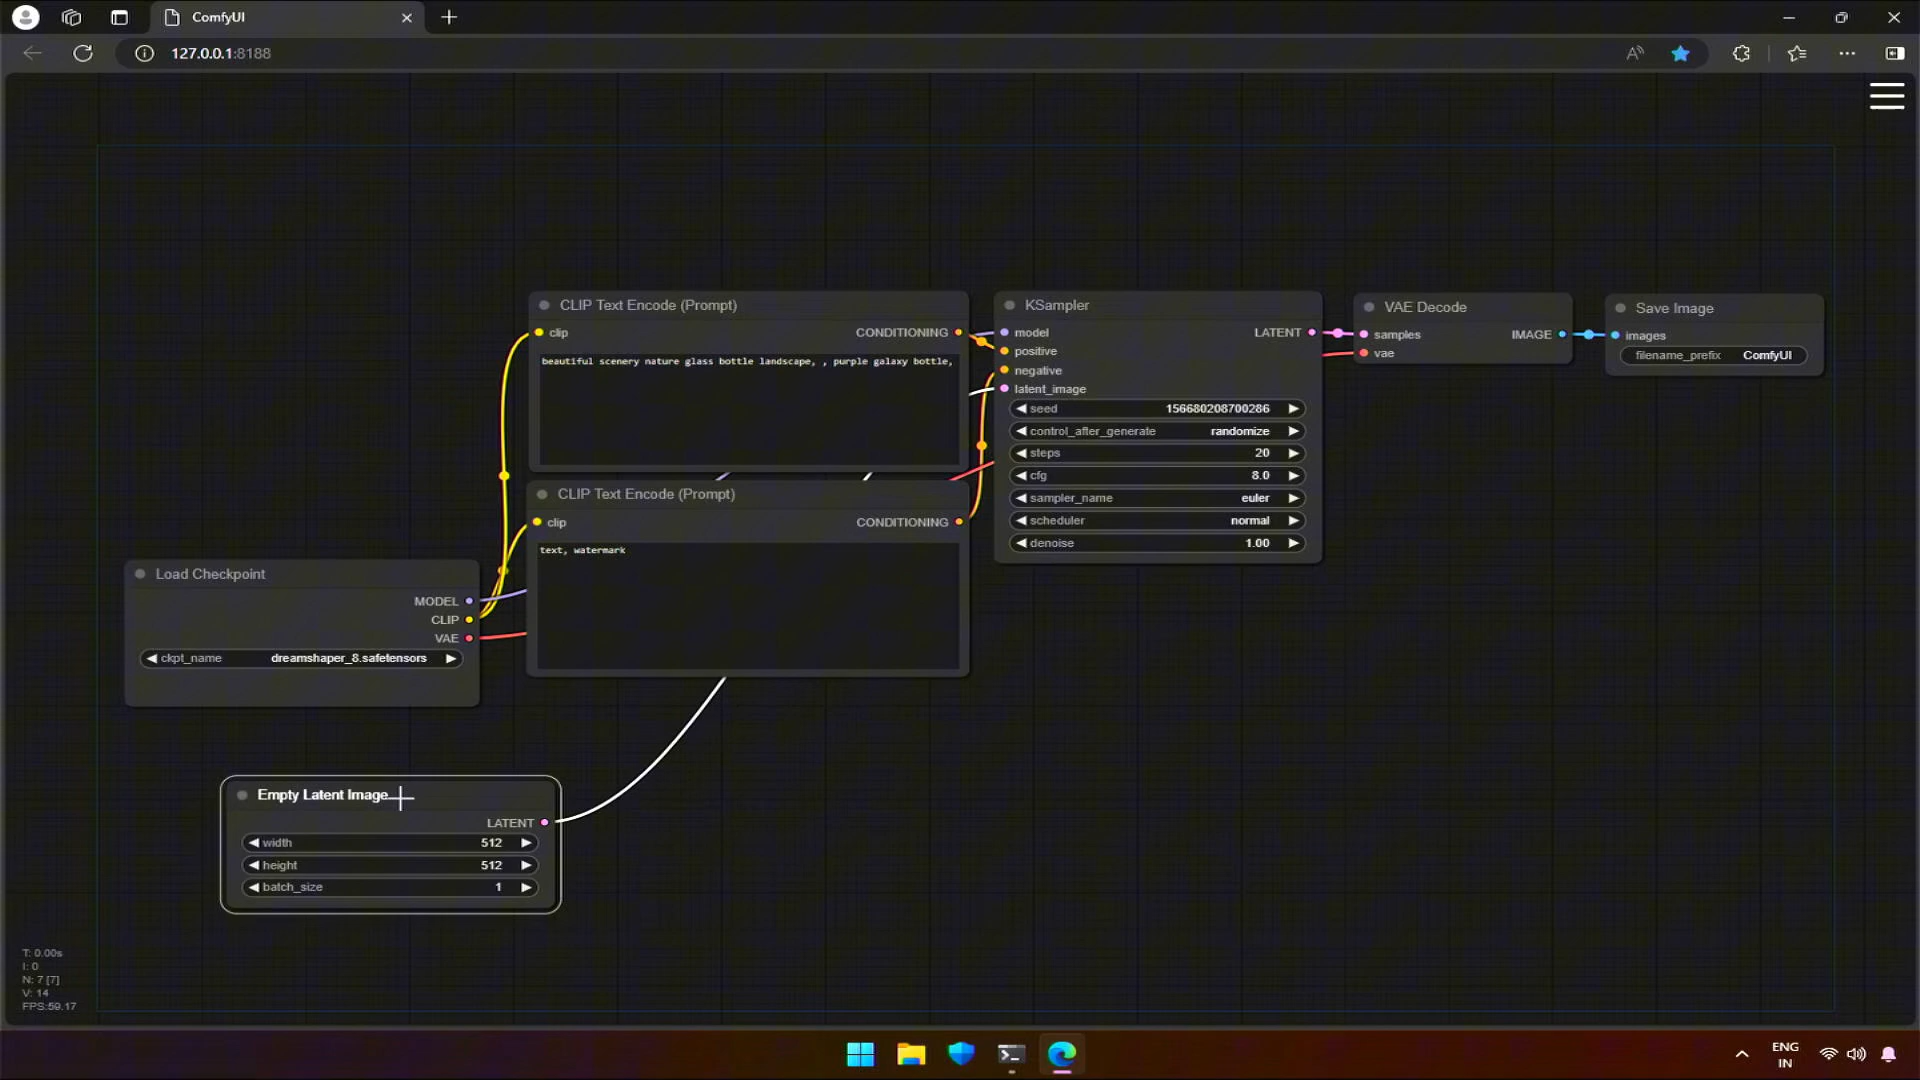 ComfyUI
127.0.0.1:8188
CLIP Text Encode (Prompt)
clip
CONDITIONING
beautiful scenery nature glass bottle landscape, , purple galaxy bottle,
CLIP Text Encode (Prompt)
clip
CONDITIONING
text, watermark
KSampler
model
LATENT
positive
negative
latent_image
seed 156680208700286
control_after_generate randomize
steps 20
cfg 8.0
sampler_name euler
scheduler normal
denoise 1.00
VAE Decode
samples
IMAGE
vae
Save Image
images
filename_prefix ComfyUI
Load Checkpoint
MODEL
CLIP
VAE
ckpt_name dreamshaper_8.safetensors
Empty Latent Image
LATENT
width 512
height 512
batch_size 1
T: 0.00s
I: 0
N: 7 [7]
V: 14
FPS:59.17
ENG
IN